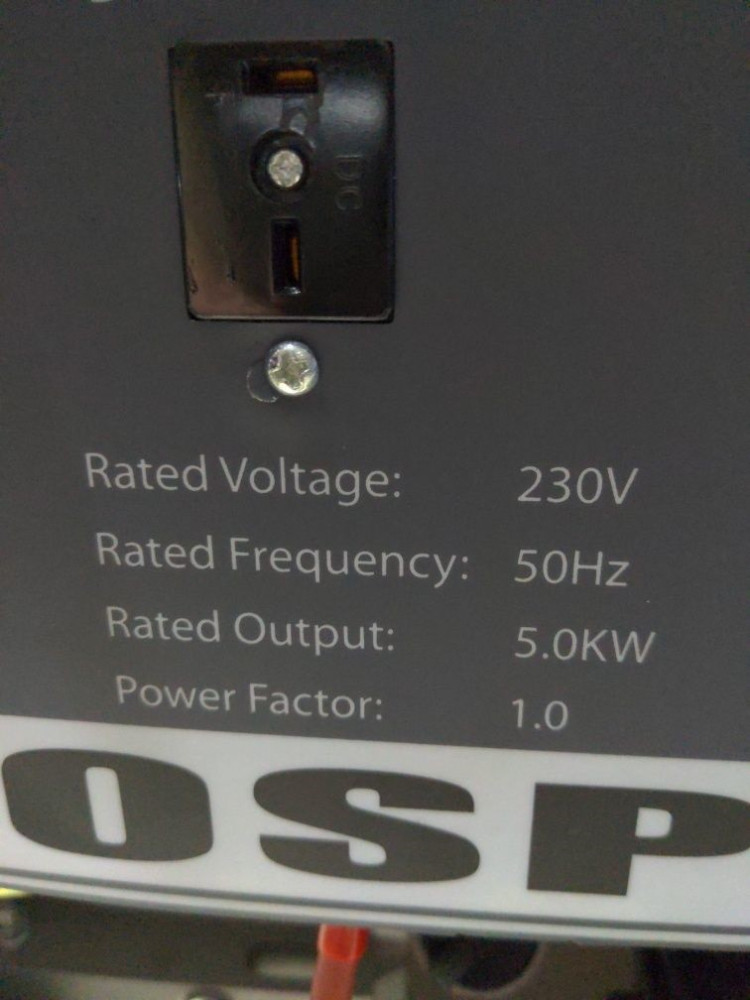 DC
Rated Voltage: 230V
Rated Frequency: 50Hz
Rated Output: 5.0KW
Power Factor: 1.0
OSP